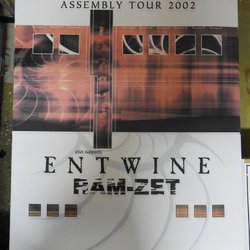 ASSEMBLY TOUR 2002
plus support:
ENTWINE
RAM-ZET